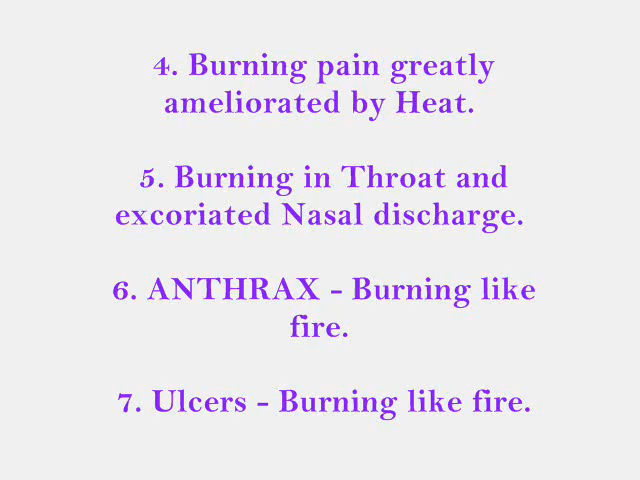 4. Burning pain greatly
ameliorated by Heat.
5. Burning in Throat and
excoriated Nasal discharge.
6. ANTHRAX - Burning like
fire.
7. Ulcers - Burning like fire.